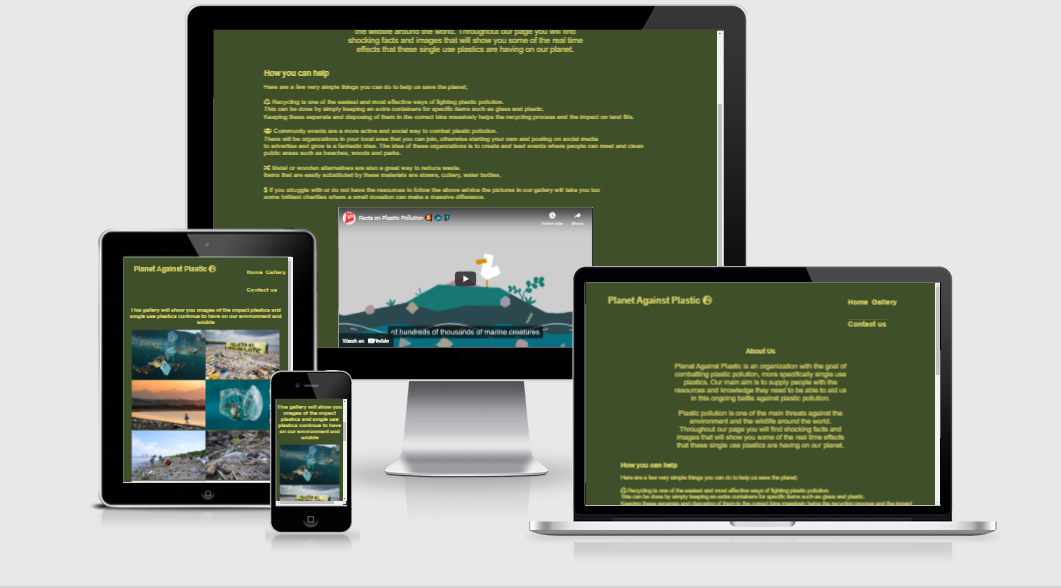 the wildlife around the world. Throughout our page you will find
shocking facts and images that will show you some of the real time
effects that these single use plastics are having on our planet.
How you can help
Here are a few very simple things you can do to help us save the planet;
Recycling is one of the easiest and most effective ways of fighting plastic pollution.
This can be done by simply keeping an extra containers for specific items such as glass and plastic.
Keeping these seperate and disposing of them in the correct bins massively helps the recycling process and the impact on land fills.
Community events are a more active and social way to combat plastic pollution.
There will be organizations in your local area that you can join, otherwise starting your own and posting on social media
to advertise and grow is a fantastic idea. The idea of these organizations is to create and lead events where people can meet and clean
public areas such as beaches, woods and parks.
Metal or wooden alternatives are also a great way to reduce waste.
Items that are easily substituted by these materials are straws, cutlery, water bottles.
$ If you struggle with or do not have the resources to follow the above advice the pictures in our gallery will take you too
some brilliant charities where a small donation can make a massive difference.
Facts on Plastic Pollution
Watch later
Share
of hundreds of thousands of marine creatures
Watch on YouTube
Planet Against Plastic
Home Gallery
Contact us
The gallery will show you images of the impact plastics and
single use plastics continue to have on our environment and
wildlife
The gallery will show you
images of the impact
plastics and single use
plastics continue to have
on our environment and
wildlife
Planet Against Plastic
Home Gallery
Contact us
About Us
Planet Against Plastic is an organization with the goal of
combatting plastic pollution, more specifically single use
plastics. Our main aim is to supply people with the
resources and knowledge they need to be able to aid us
in this ongoing battle against plastic pollution.
Plastic pollution is one of the main threats against the
environment and the wildlife around the world.
Throughout our page you will find shocking facts and
images that will show you some of the real time effects
that these single use plastics are having on our planet.
How you can help
Here are a few very simple things you can do to help us save the planet;
Recycling is one of the easiest and most effective ways of fighting plastic pollution.
This can be done by simply keeping an extra containers for specific items such as glass and plastic.
Keeping these seperate and disposing of them in the correct bins massively helps the recycling process and the impact